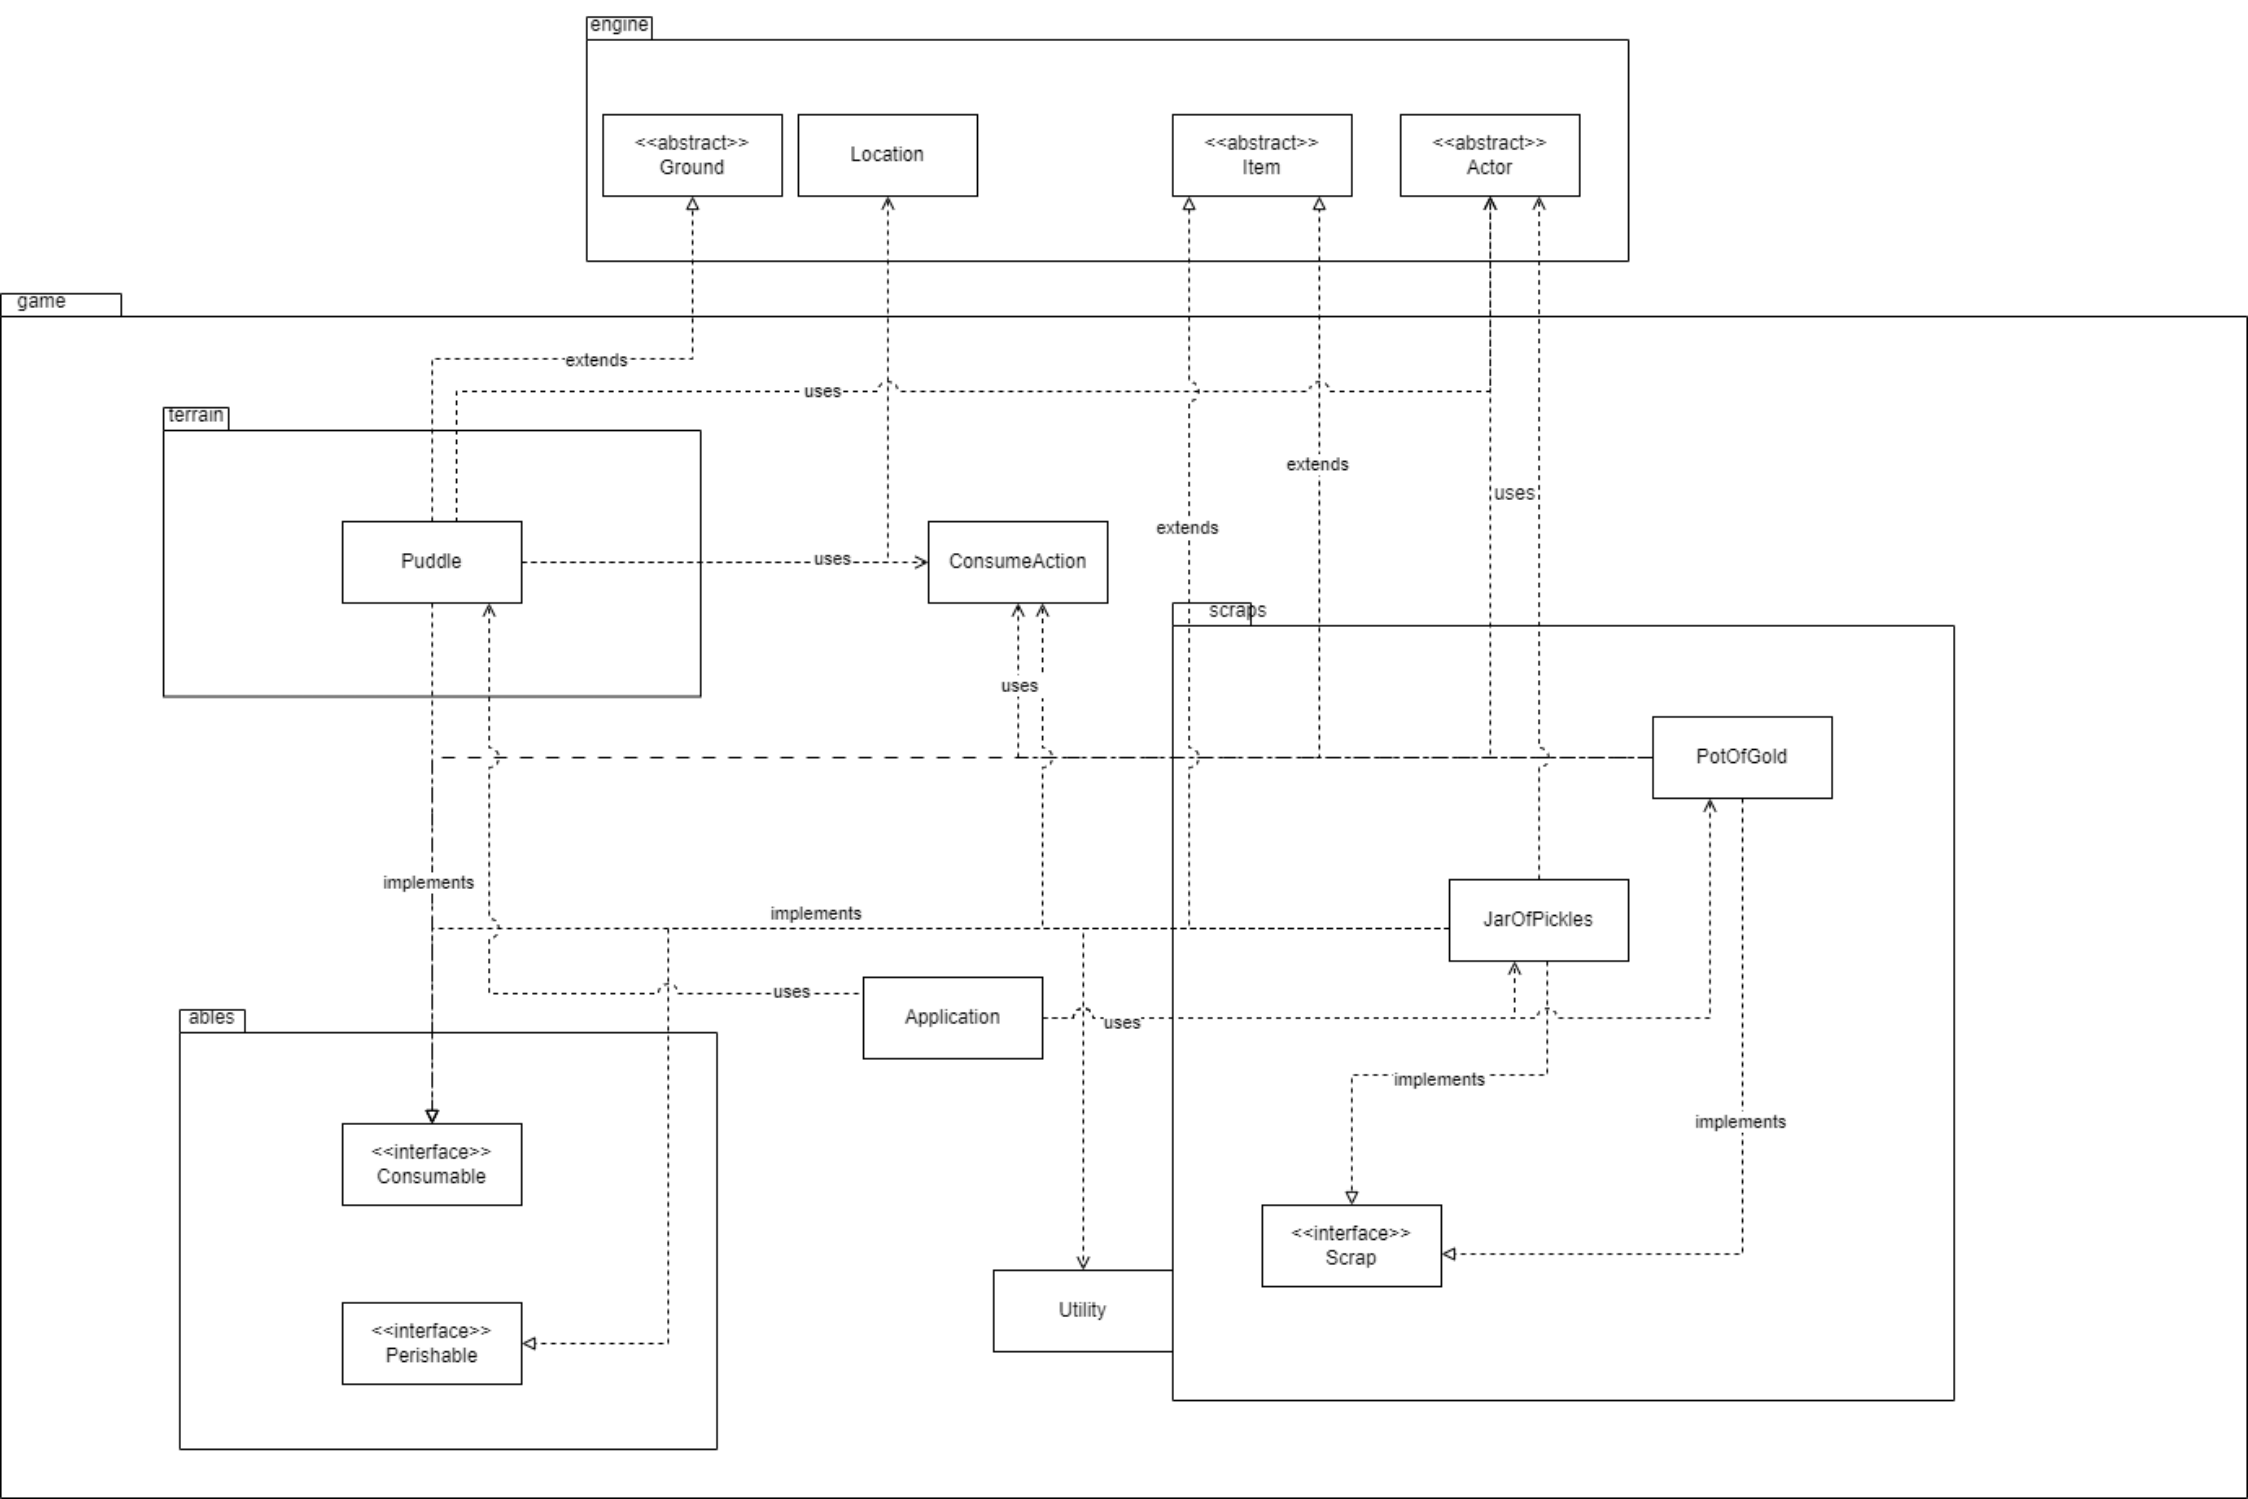 engine
<<abstract>>
Ground
Location
<<abstract>>
Item
<<abstract>>
Actor
game
extends
uses
terrain
extends
uses
extends
Puddle
uses
ConsumeAction
scraps
uses
PotOfGold
implements
implements
JarOfPickles
uses
Application
uses
ables
implements
implements
<<interface>>
Consumable
<<interface>>
Scrap
Utility
<<interface>>
Perishable